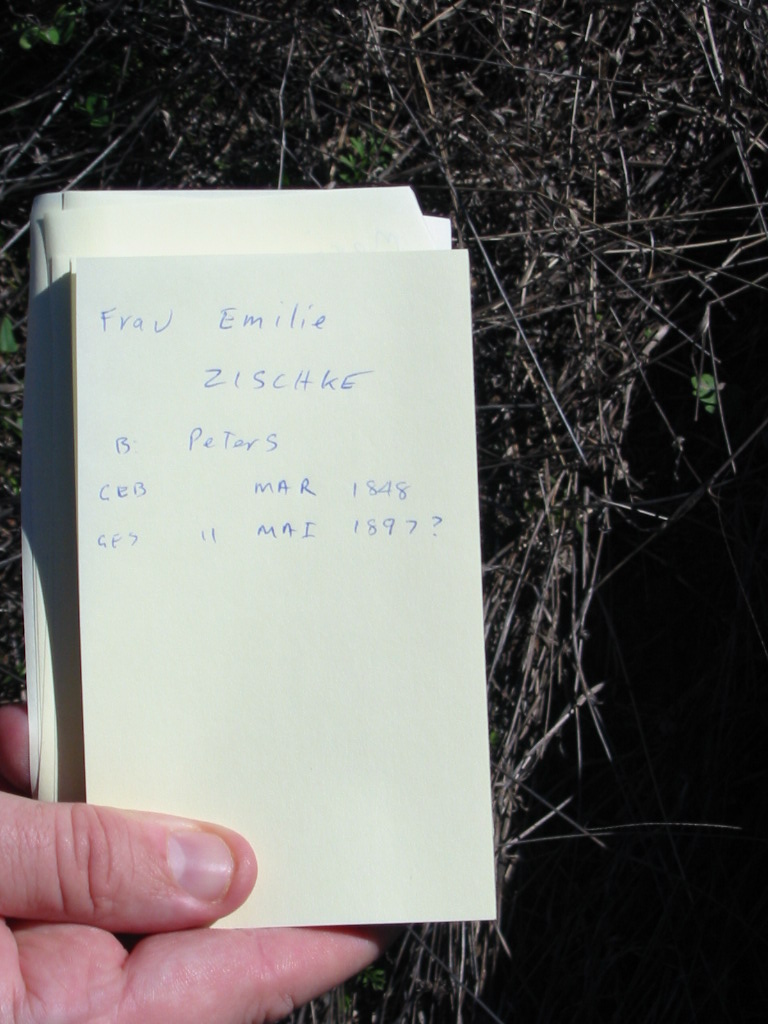 Frau Emilie
ZISCHKE
B. Peters
GEB MAR 1848
GES 11 MAI 1897?